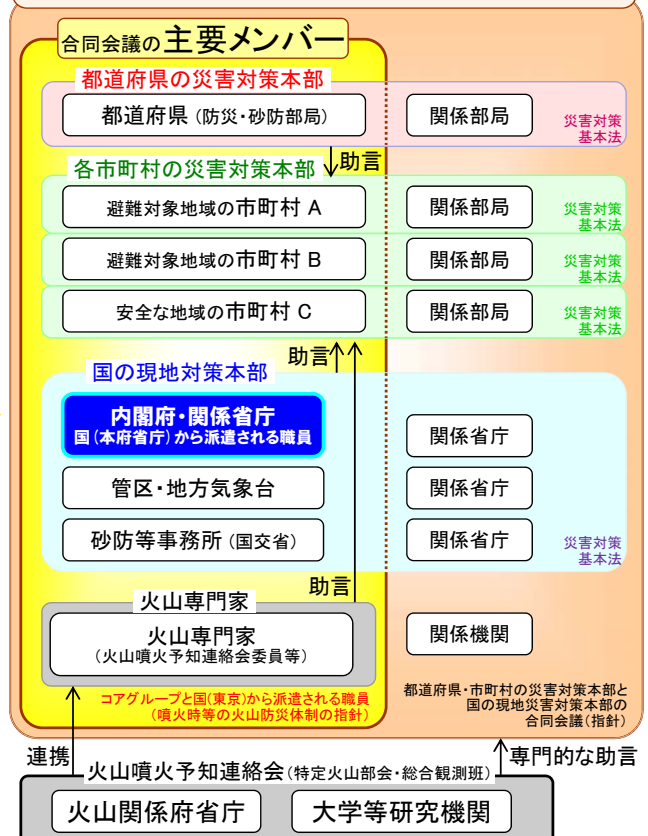 合同会議の主要メンバー
都道府県の災害対策本部
都道府県（防災・砂防部局）
関係部局
災害対策
基本法
助言
各市町村の災害対策本部
避難対象地域の市町村 A
関係部局
災害対策
基本法
避難対象地域の市町村 B
関係部局
災害対策
基本法
安全な地域の市町村 C
関係部局
災害対策
基本法
助言
国の現地対策本部
内閣府・関係省庁
国（本府省庁）から派遣される職員
関係省庁
管区・地方気象台
関係省庁
砂防等事務所（国交省）
関係省庁
災害対策
基本法
助言
火山専門家
火山専門家
（火山噴火予知連絡会委員等）
関係機関
コアグループと国(東京)から派遣される職員
（噴火時等の火山防災体制の指針）
都道府県・市町村の災害対策本部と
国の現地災害対策本部の
合同会議(指針)
連携
専門的な助言
火山噴火予知連絡会（特定火山部会・総合観測班）
火山関係府省庁
大学等研究機関